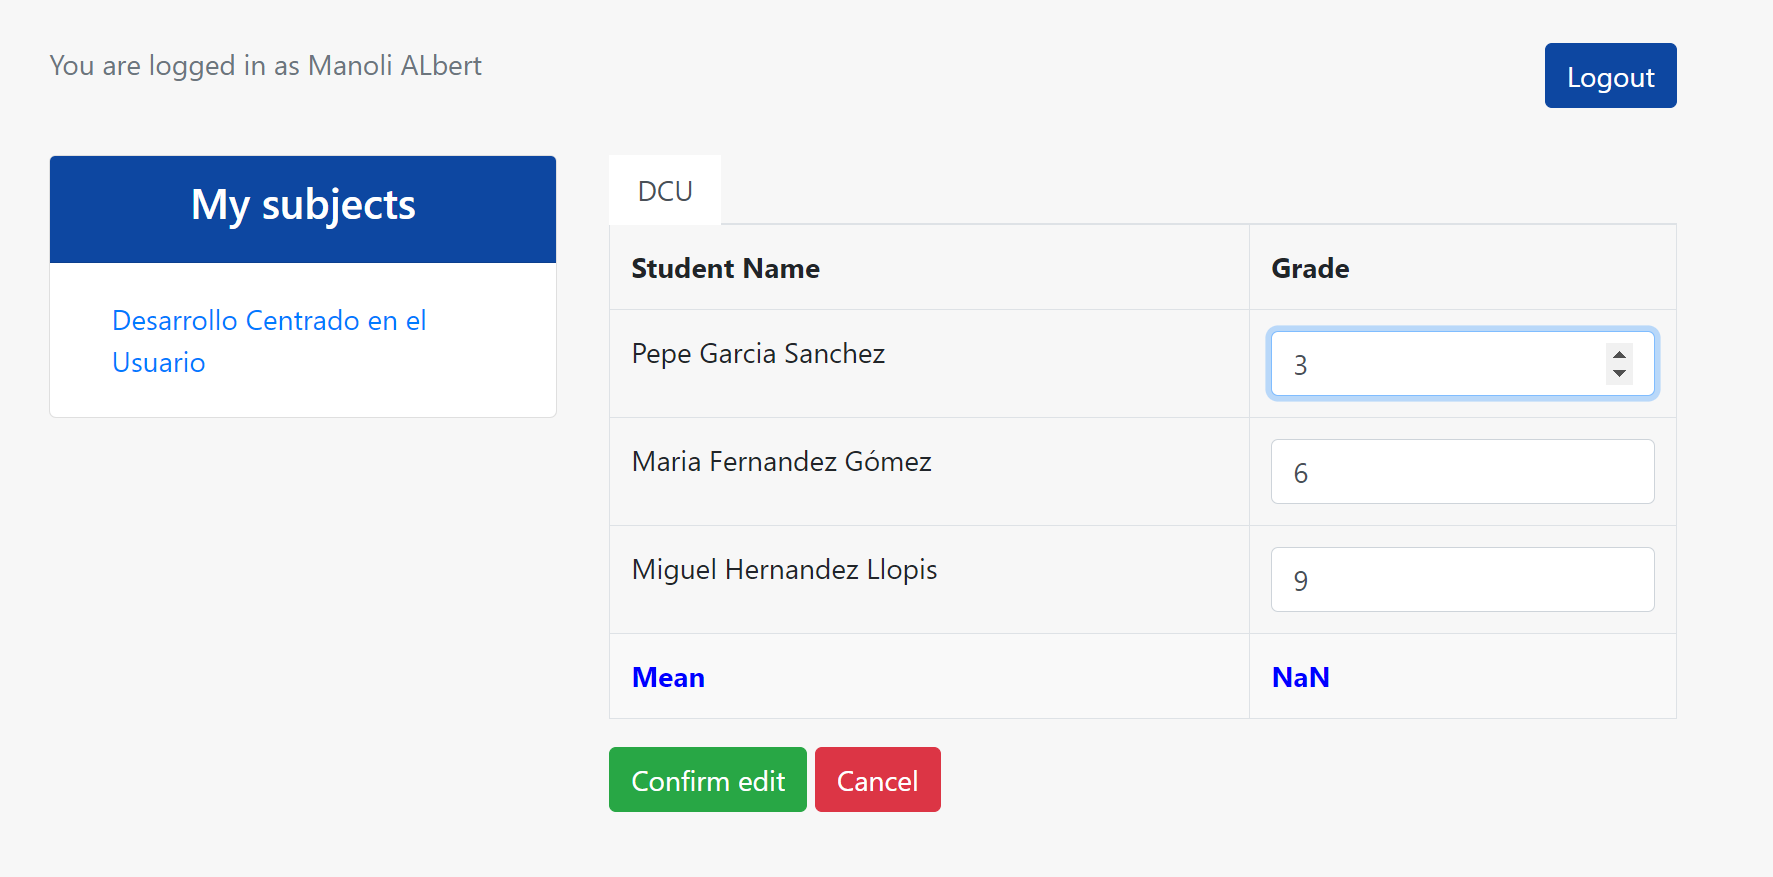 You are logged in as Manoli ALbert
Logout
My subjects
Desarrollo Centrado en el
Usuario
DCU
Student Name Grade
Pepe Garcia Sanchez 3
Maria Fernandez Gómez 6
Miguel Hernandez Llopis 9
Mean NaN
Confirm edit Cancel